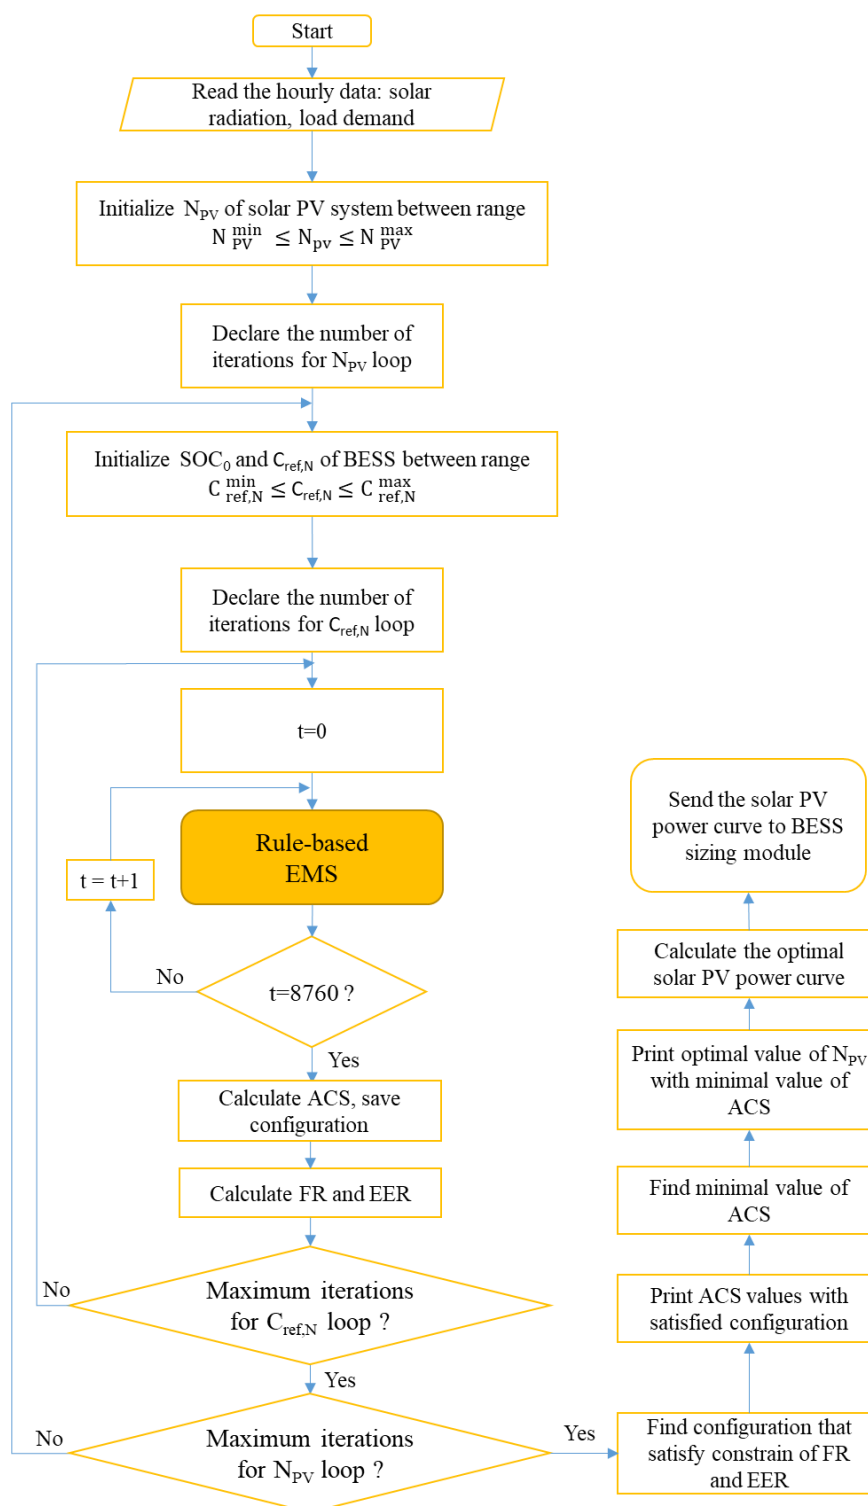 Start
Read the hourly data: solar
radiation, load demand
Initialize N_PV of solar PV system between range
N_PV^min ≤ N_pv ≤ N_PV^max
Declare the number of
iterations for N_PV loop
Initialize SOC_0 and C_ref,N of BESS between range
C_ref,N^min ≤ C_ref,N ≤ C_ref,N^max
Declare the number of
iterations for C_ref,N loop
t=0
Rule-based
EMS
t = t+1
t=8760 ?
No
Yes
Calculate ACS, save
configuration
Calculate FR and EER
Maximum iterations
for C_ref,N loop ?
No
Yes
Maximum iterations
for N_PV loop ?
No
Yes
Find configuration that
satisfy constrain of FR
and EER
Print ACS values with
satisfied configuration
Find minimal value of
ACS
Print optimal value of N_PV
with minimal value of
ACS
Calculate the optimal
solar PV power curve
Send the solar PV
power curve to BESS
sizing module